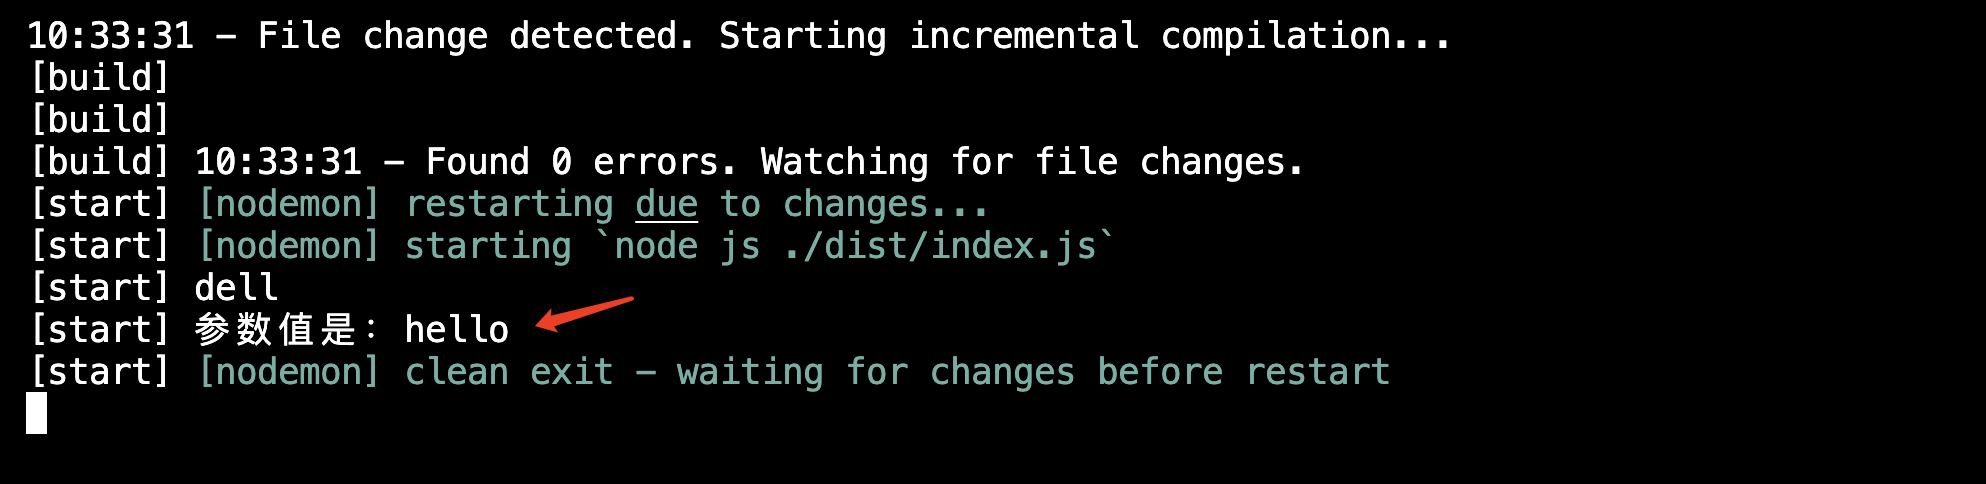 10:33:31 – File change detected. Starting incremental compilation...
[build]
[build]
[build] 10:33:31 – Found 0 errors. Watching for file changes.
[start] [nodemon] restarting due to changes...
[start] [nodemon] starting `node js ./dist/index.js`
[start] dell
[start] 参数值是: hello
[start] [nodemon] clean exit – waiting for changes before restart